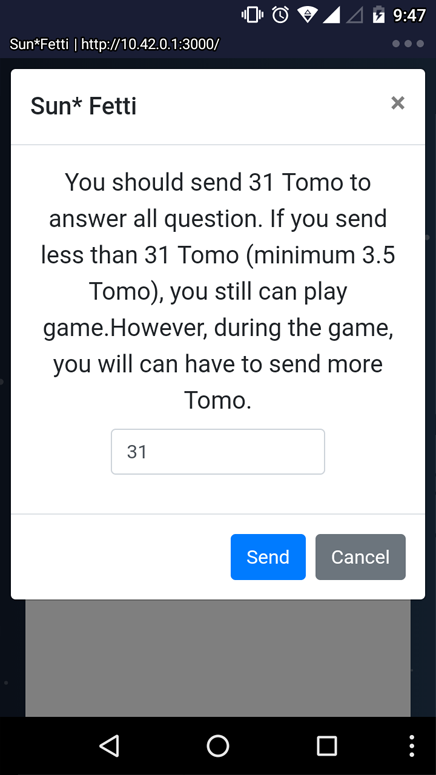 9:47
Sun*Fetti | http://10.42.0.1:3000/
Sun* Fetti
×
You should send 31 Tomo to
answer all question. If you send
less than 31 Tomo (minimum 3.5
Tomo), you still can play
game.However, during the game,
you will can have to send more
Tomo.
31
Send
Cancel